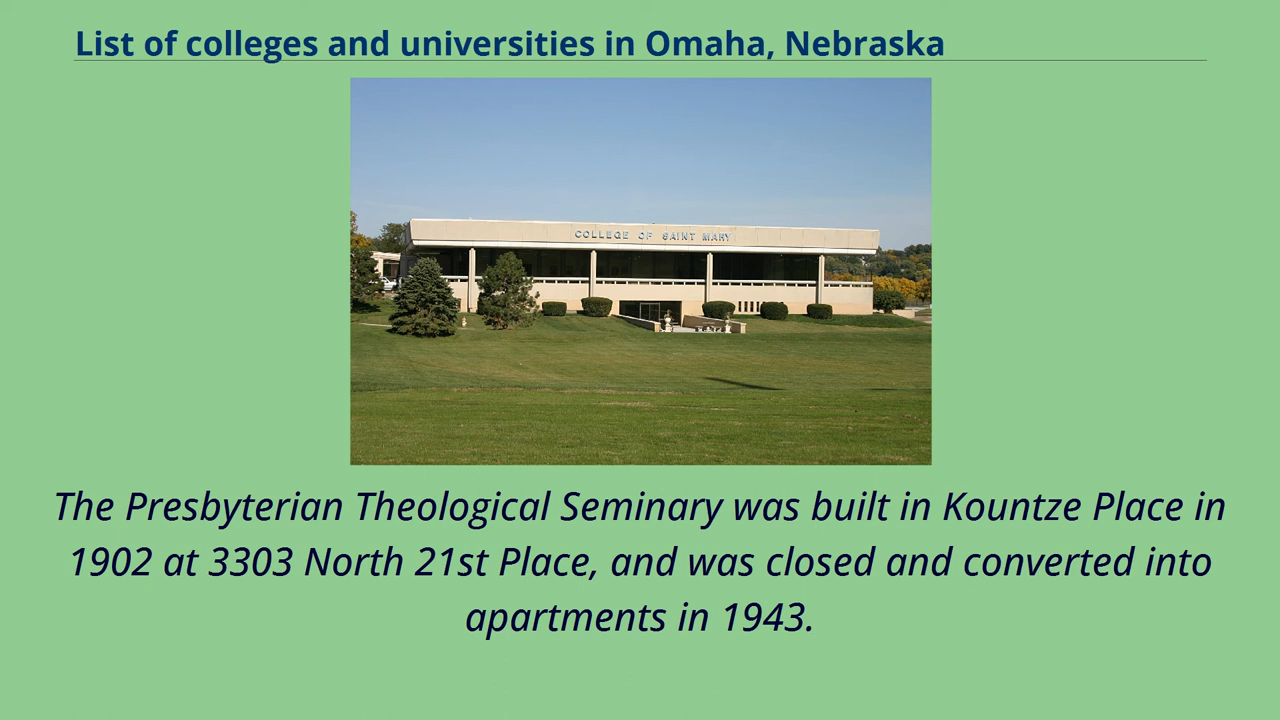 List of colleges and universities in Omaha, Nebraska
COLLEGE OF SAINT MARY
The Presbyterian Theological Seminary was built in Kountze Place in
1902 at 3303 North 21st Place, and was closed and converted into
apartments in 1943.